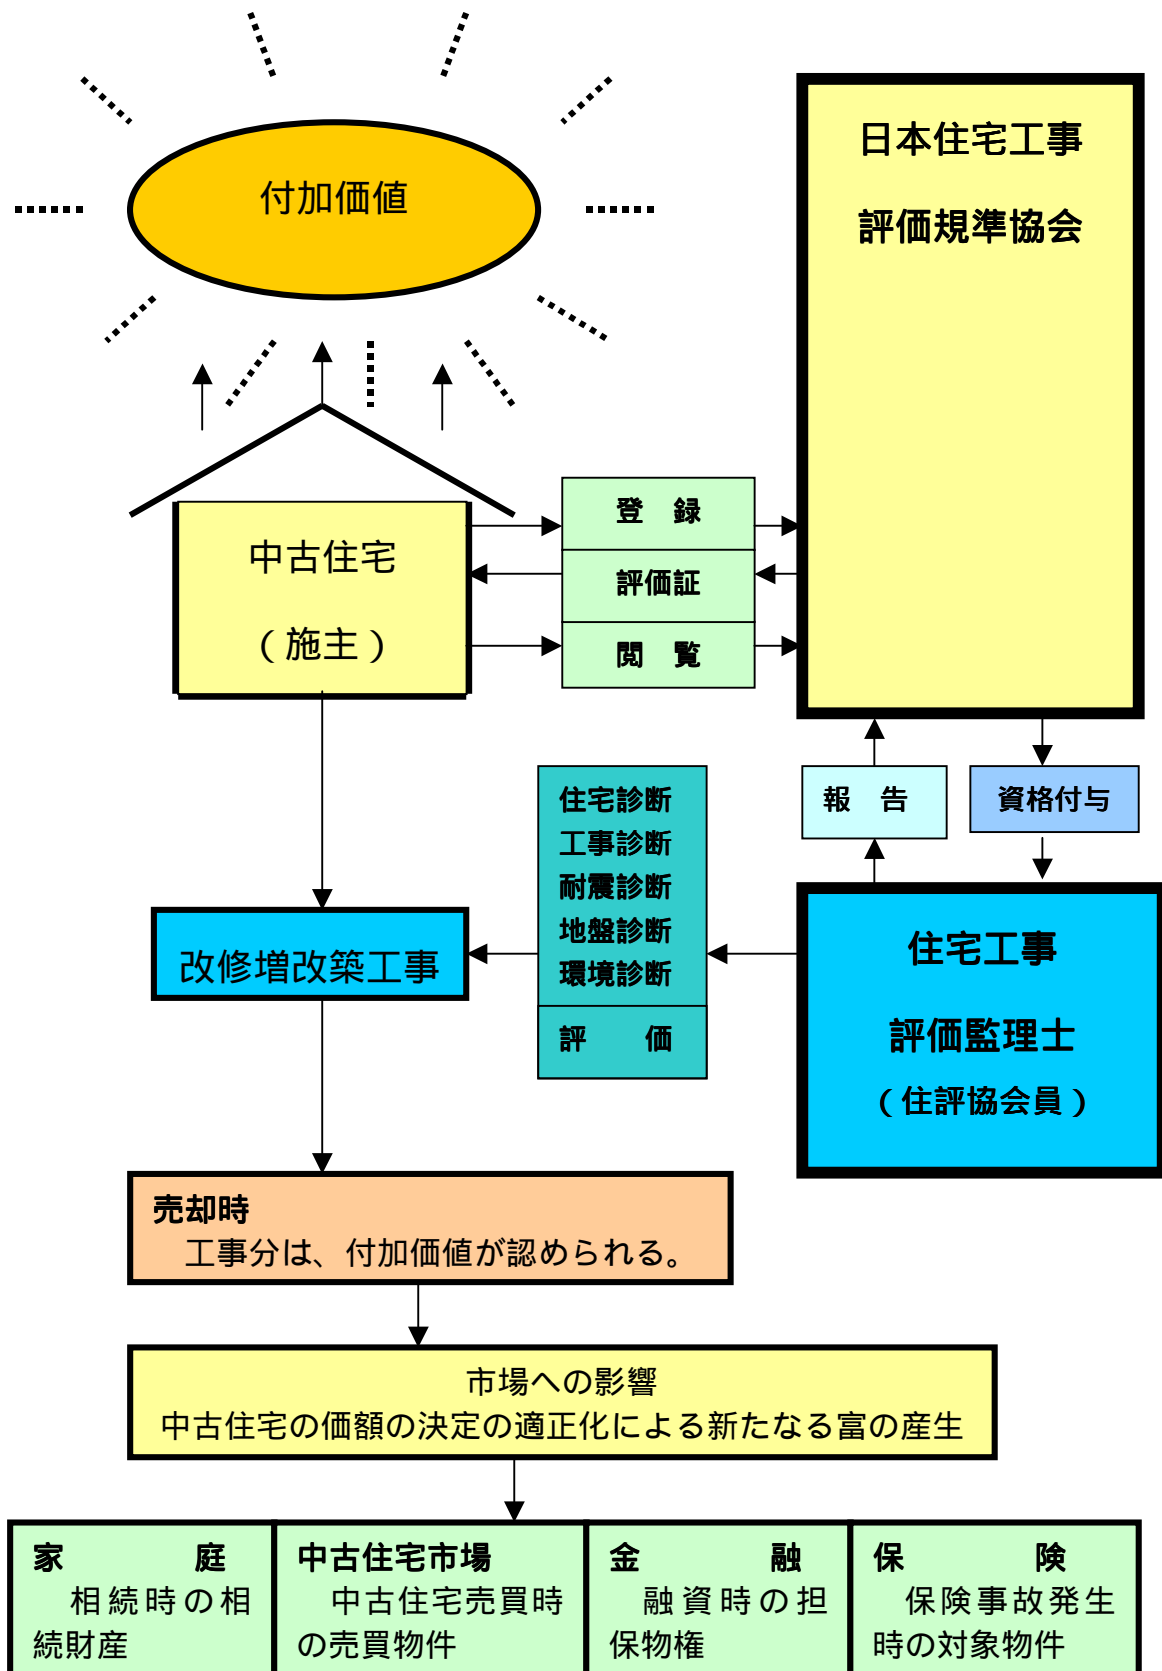 付加価値
日本住宅工事
評価規準協会
中古住宅
（施主）
登　録
評価証
閲　覧
報　告
資格付与
住宅診断
工事診断
耐震診断
地盤診断
環境診断
評　　価
改修増改築工事
住宅工事
評価監理士
（住評協会員）
売却時
工事分は、付加価値が認められる。
市場への影響
中古住宅の価額の決定の適正化による新たなる富の産生
家　　　　　庭
相続時の相
続財産
中古住宅市場
中古住宅売買時
の売買物件
金　　　　融
融資時の担
保物権
保　　　　険
保険事故発生
時の対象物件